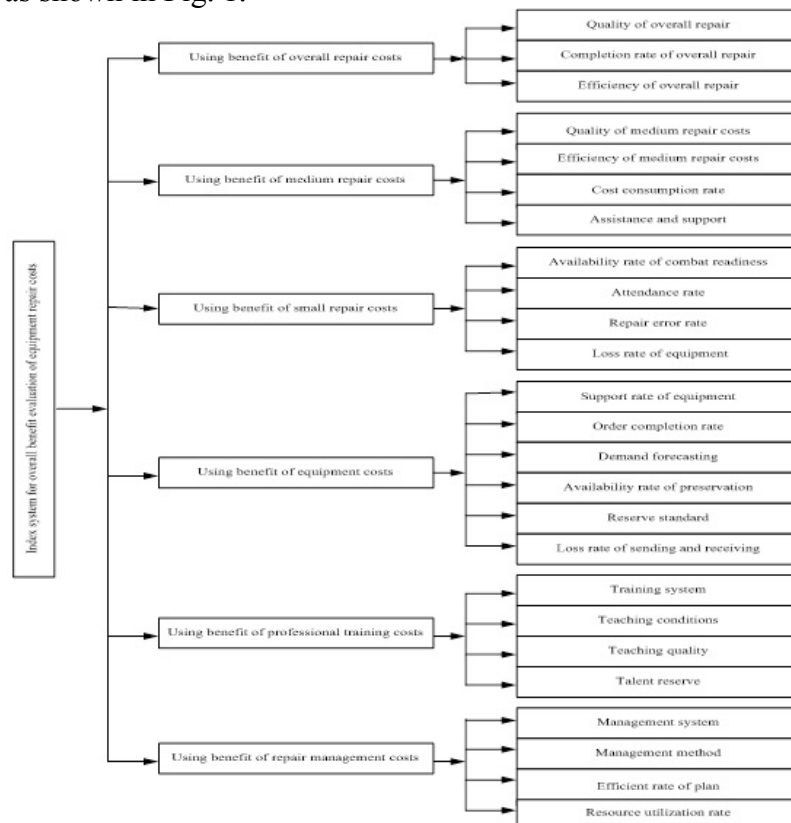 as shown in Fig. 1.
Index system for overall benefit evaluation of equipment repair costs
Using benefit of overall repair costs
Quality of overall repair
Completion rate of overall repair
Efficiency of overall repair
Using benefit of medium repair costs
Quality of medium repair costs
Efficiency of medium repair costs
Cost consumption rate
Assistance and support
Using benefit of small repair costs
Availability rate of combat readiness
Attendance rate
Repair error rate
Loss rate of equipment
Using benefit of equipment costs
Support rate of equipment
Order completion rate
Demand forecasting
Availability rate of preservation
Reserve standard
Loss rate of sending and receiving
Using benefit of professional training costs
Training system
Teaching conditions
Teaching quality
Talent reserve
Using benefit of repair management costs
Management system
Management method
Efficient rate of plan
Resource utilization rate